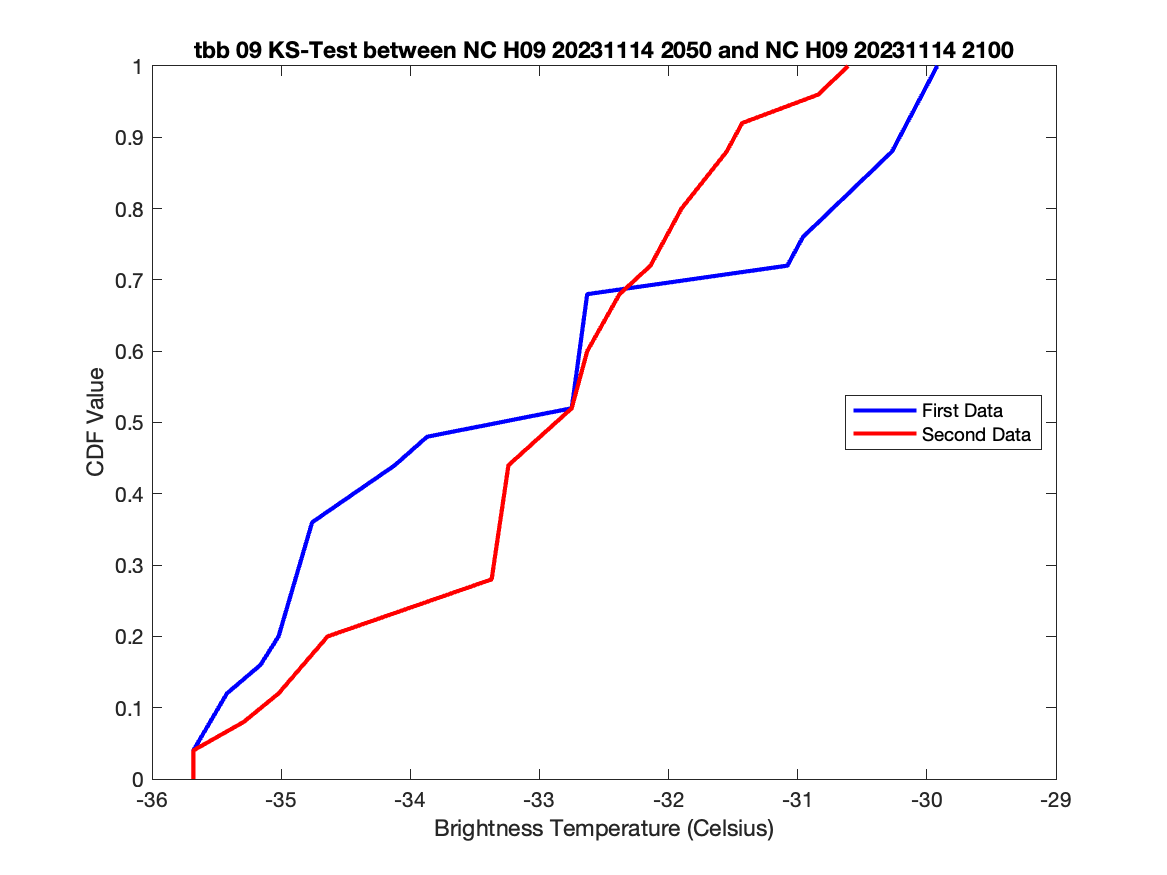 tbb 09 KS-Test between NC H09 20231114 2050 and NC H09 20231114 2100
1
0.9
0.8
0.7
0.6
0.5
0.4
0.3
0.2
0.1
0
CDF Value
First Data
Second Data
-36 -35 -34 -33 -32 -31 -30 -29
Brightness Temperature (Celsius)